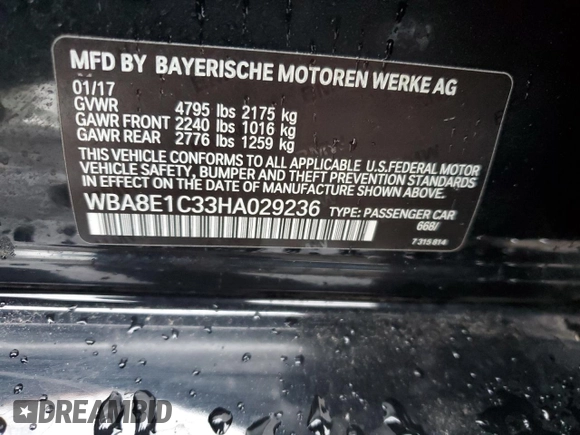 MFD BY BAYERISCHE MOTOREN WERKE AG
01/17
GVWR 4795 lbs 2175 kg
GAWR FRONT 2240 lbs 1016 kg
GAWR REAR 2776 lbs 1259 kg
THIS VEHICLE CONFORMS TO ALL APPLICABLE U.S.FEDERAL MOTOR
VEHICLE SAFETY, BUMPER AND THEFT PREVENTION STANDARDS
IN EFFECT ON THE DATE OF MANUFACTURE SHOWN ABOVE.
WBA8E1C33HA029236 TYPE: PASSENGER CAR
668/
7 315 814
DREAMBID